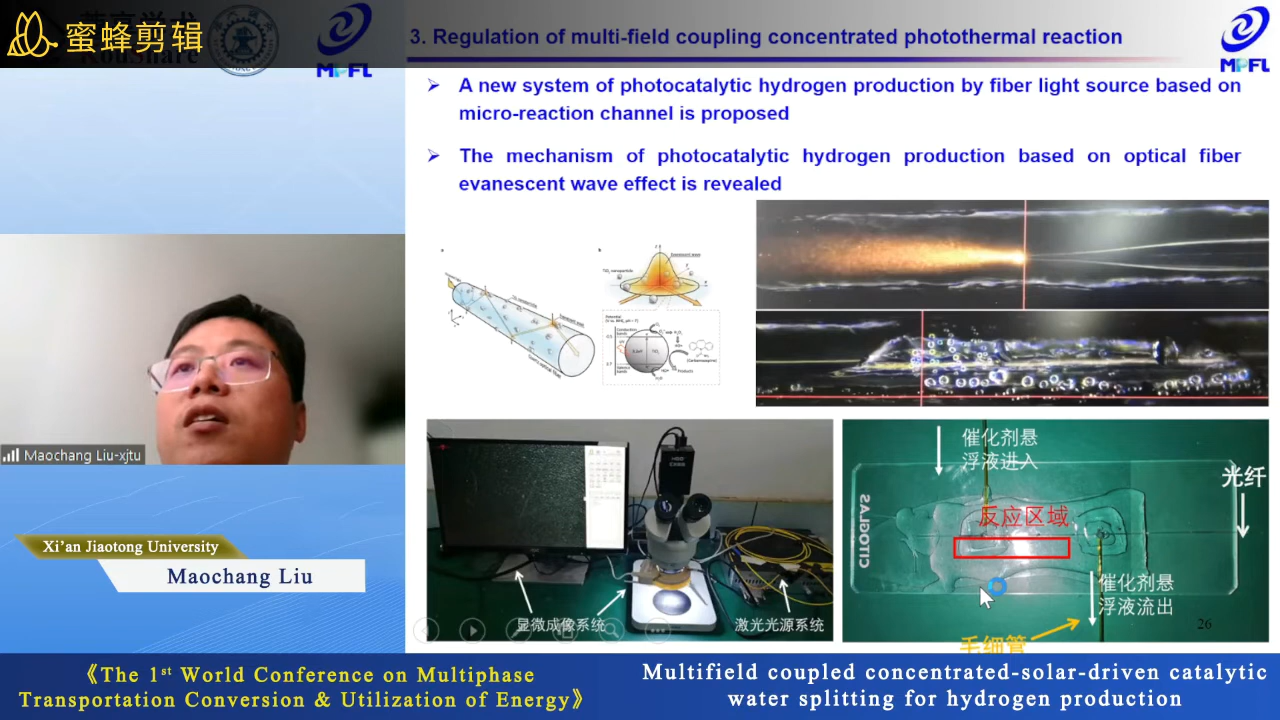 蜜蜂剪辑
KouShare
MPFL
3. Regulation of multi-field coupling concentrated photothermal reaction
MPFL
A new system of photocatalytic hydrogen production by fiber light source based on
micro-reaction channel is proposed
The mechanism of photocatalytic hydrogen production based on optical fiber
evanescent wave effect is revealed
a
b
催化剂悬
浮液进入
光纤
反应区域
CITOGLAS
催化剂悬
浮液流出
毛细管
显微成像系统
激光光源系统
26
Maochang Liu-xjtu
Xi’an Jiaotong University
Maochang Liu
《The 1st World Conference on Multiphase
Transportation Conversion & Utilization of Energy》
Multifield coupled concentrated-solar-driven catalytic
water splitting for hydrogen production